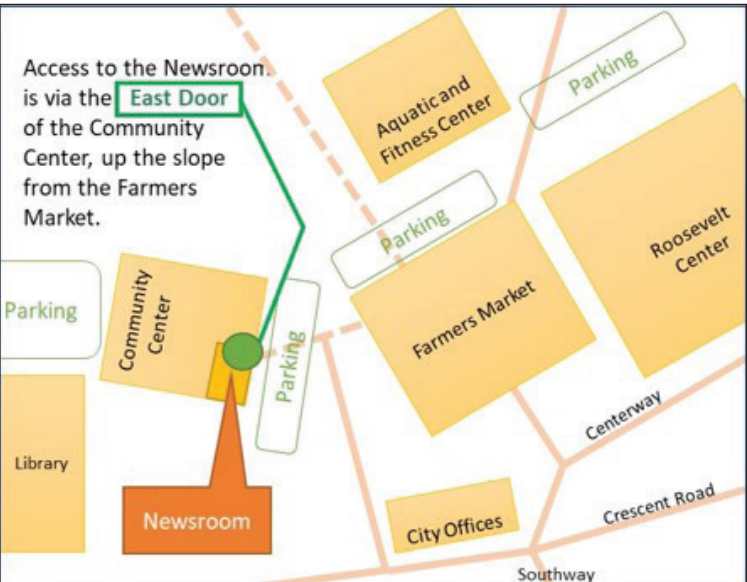 Access to the Newsroom
is via the East Door
of the Community
Center, up the slope
from the Farmers
Market.
Aquatic and
Fitness Center
Parking
Parking
Roosevelt
Center
Parking
Community
Center
Parking
Farmers Market
Library
Newsroom
City Offices
Centerway
Crescent Road
Southway